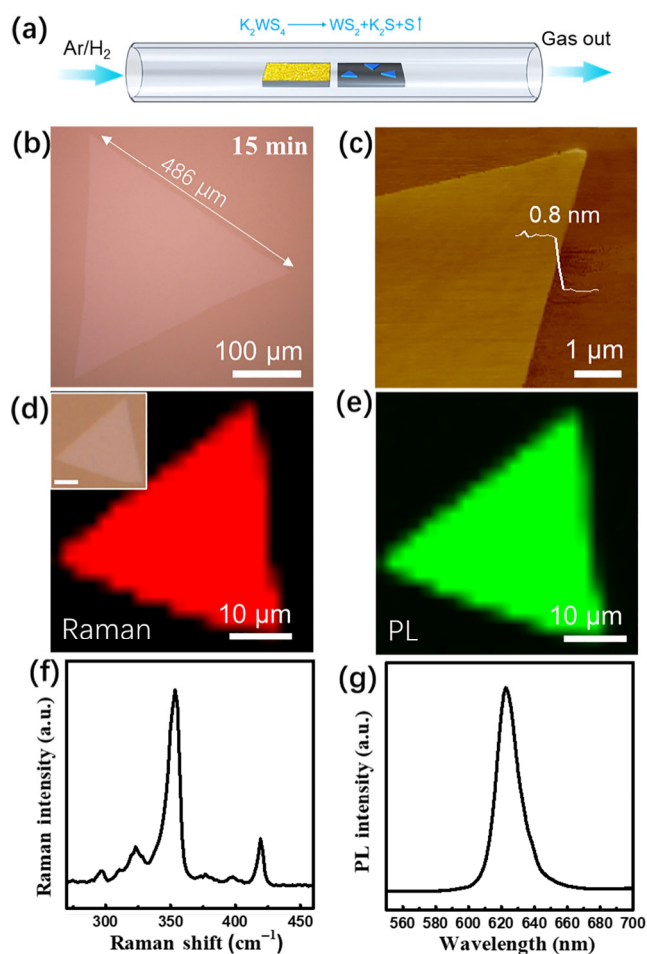 (a)
K₂WS₄ ⟶ WS₂+K₂S+S↑
Ar/H2
Gas out
(b)
15 min
486 μm
100 μm
(c)
0.8 nm
1 μm
(d)
Raman
10 μm
(e)
PL
10 μm
(f)
Raman intensity (a.u.)
300 350 400 450
Raman shift (cm⁻¹)
(g)
PL intensity (a.u.)
560 580 600 620 640 660 680 700
Wavelength (nm)